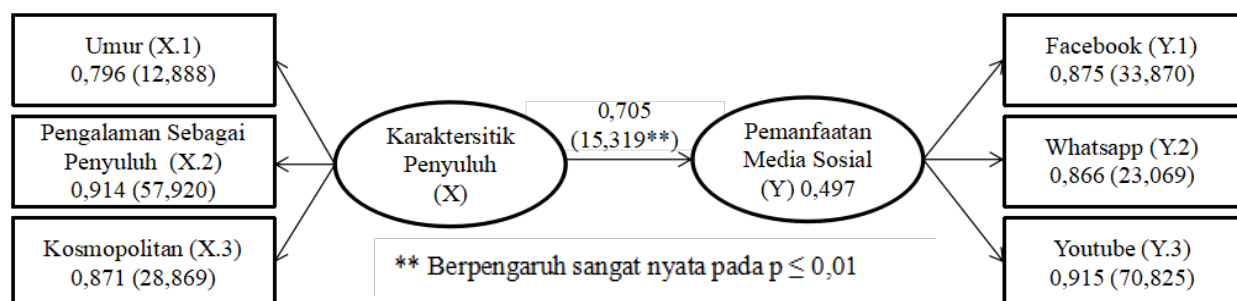 Umur (X.1)
0,796 (12,888)
Pengalaman Sebagai
Penyuluh (X.2)
0,914 (57,920)
Kosmopolitan (X.3)
0,871 (28,869)
Karaktersitik
Penyuluh
(X)
0,705
(15,319**)
Pemanfaatan
Media Sosial
(Y) 0,497
Facebook (Y.1)
0,875 (33,870)
Whatsapp (Y.2)
0,866 (23,069)
Youtube (Y.3)
0,915 (70,825)
** Berpengaruh sangat nyata pada p ≤ 0,01